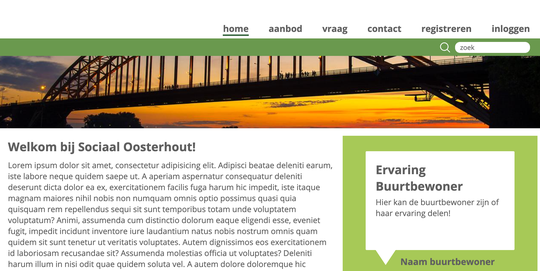 home aanbod vraag contact registreren inloggen
zoek
Welkom bij Sociaal Oosterhout!
Lorem ipsum dolor sit amet, consectetur adipisicing elit. Adipisci beatae deleniti earum,
iste labore neque quidem saepe ut. A aperiam aspernatur consequatur deleniti
deserunt dicta dolor ea ex, exercitationem facilis fuga harum hic impedit, iste itaque
magnam maiores nihil nobis non numquam omnis optio possimus quasi quia
quisquam rem repellendus sequi sit sunt temporibus totam unde voluptatem
voluptatum? Animi, assumenda cum distinctio dolorum eaque eligendi esse, eveniet
fugit, impedit incidunt inventore iure laudantium natus nobis nostrum omnis quam
quidem sit sunt tenetur ut veritatis voluptates. Autem dignissimos eos exercitationem
id laboriosam recusandae sit? Assumenda molestias officia ut voluptates? Deleniti
harum illum in nisi odit quae quidem soluta vel. A autem dolore doloremque hic
Ervaring
Buurtbewoner
Hier kan de buurtbewoner zijn of
haar ervaring delen!
Naam buurtbewoner